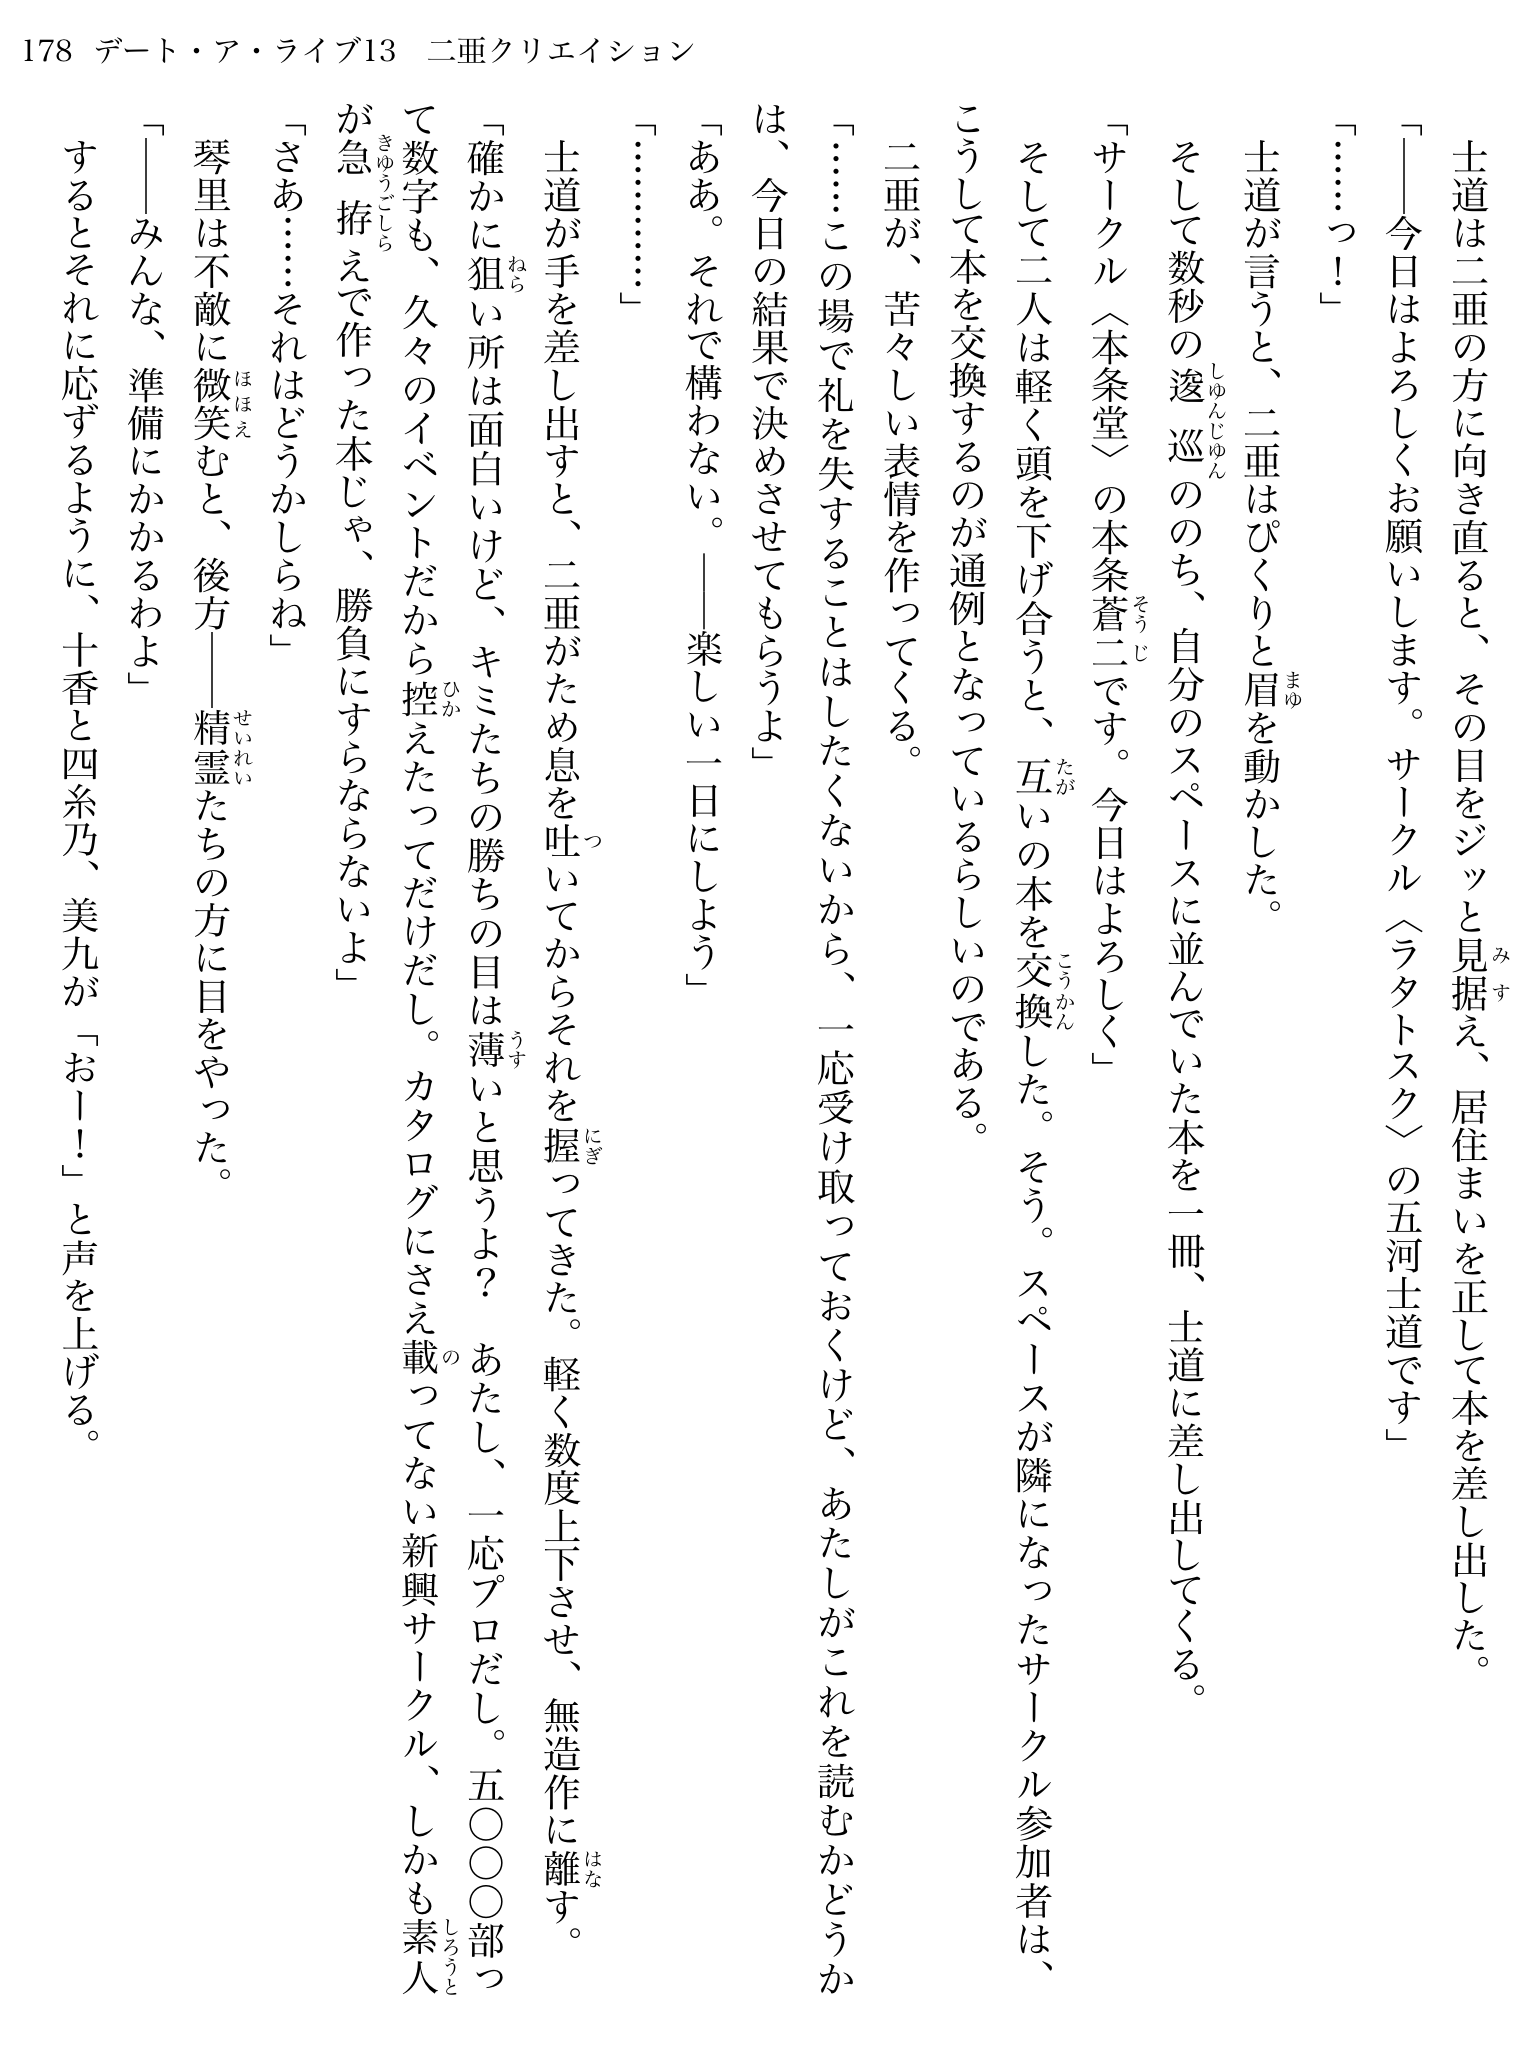 178 デート・ア・ライブ13　二亜クリエイション
　士道は二亜の方に向き直ると、その目をジッと見据え、居住まいを正して本を差し出した。
「――今日はよろしくお願いします。サークル〈ラタトスク〉の五河士道です」
「……っ！」
　士道が言うと、二亜はぴくりと眉を動かした。
　そして数秒の逡巡ののち、自分のスペースに並んでいた本を一冊、士道に差し出してくる。
「サークル〈本条堂〉の本条蒼二です。今日はよろしく」
　そして二人は軽く頭を下げ合うと、互いの本を交換した。そう。スペースが隣になったサークル参加者は、
こうして本を交換するのが通例となっているらしいのである。
　二亜が、苦々しい表情を作ってくる。
「……この場で礼を失することはしたくないから、一応受け取っておくけど、あたしがこれを読むかどうか
は、今日の結果で決めさせてもらうよ」
「ああ。それで構わない。――楽しい一日にしよう」
「…………」
　士道が手を差し出すと、二亜がため息を吐いてからそれを握ってきた。軽く数度上下させ、無造作に離す。
「確かに狙い所は面白いけど、キミたちの勝ちの目は薄いと思うよ？　あたし、一応プロだし。五〇〇〇部っ
て数字も、久々のイベントだから控えたってだけだし。カタログにさえ載ってない新興サークル、しかも素人
が急拵えで作った本じゃ、勝負にすらならないよ」
「さあ……それはどうかしらね」
　琴里は不敵に微笑むと、後方――精霊たちの方に目をやった。
「――みんな、準備にかかるわよ」
　するとそれに応ずるように、十香と四糸乃、美九が「おー！」と声を上げる。